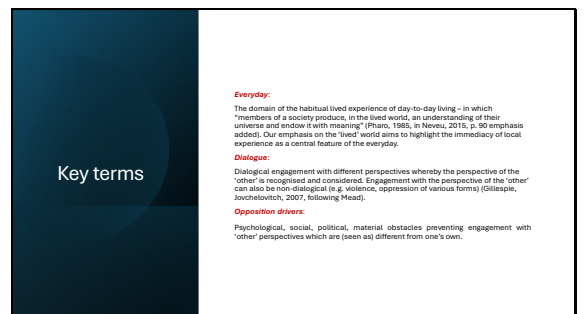 Key terms
Everyday:
The domain of the habitual lived experience of day-to-day living – in which
“members of a society produce, in the lived world, an understanding of their
universe and endow it with meaning” (Pharo, 1985, in Neveu, 2015, p. 90 emphasis
added). Our emphasis on the ‘lived’ world aims to highlight the immediacy of local
experience as a central feature of the everyday.
Dialogue:
Dialogical engagement with different perspectives whereby the perspective of the
‘other’ is recognised and considered. Engagement with the perspective of the ‘other’
can also be non-dialogical (e.g. violence, oppression of various forms) (Gillespie,
Jovchelovitch, 2007, following Mead).
Opposition drivers:
Psychological, social, political, material obstacles preventing engagement with
‘other’ perspectives which are (seen as) different from one’s own.